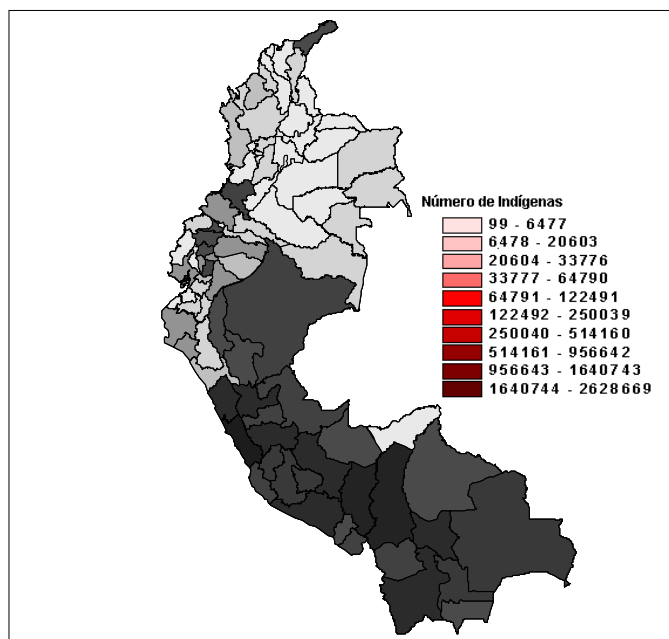 Número de Indígenas
99 - 6477
6478 - 20603
20604 - 33776
33777 - 64790
64791 - 122491
122492 - 250039
250040 - 514160
514161 - 956642
956643 - 1640743
1640744 - 2628669